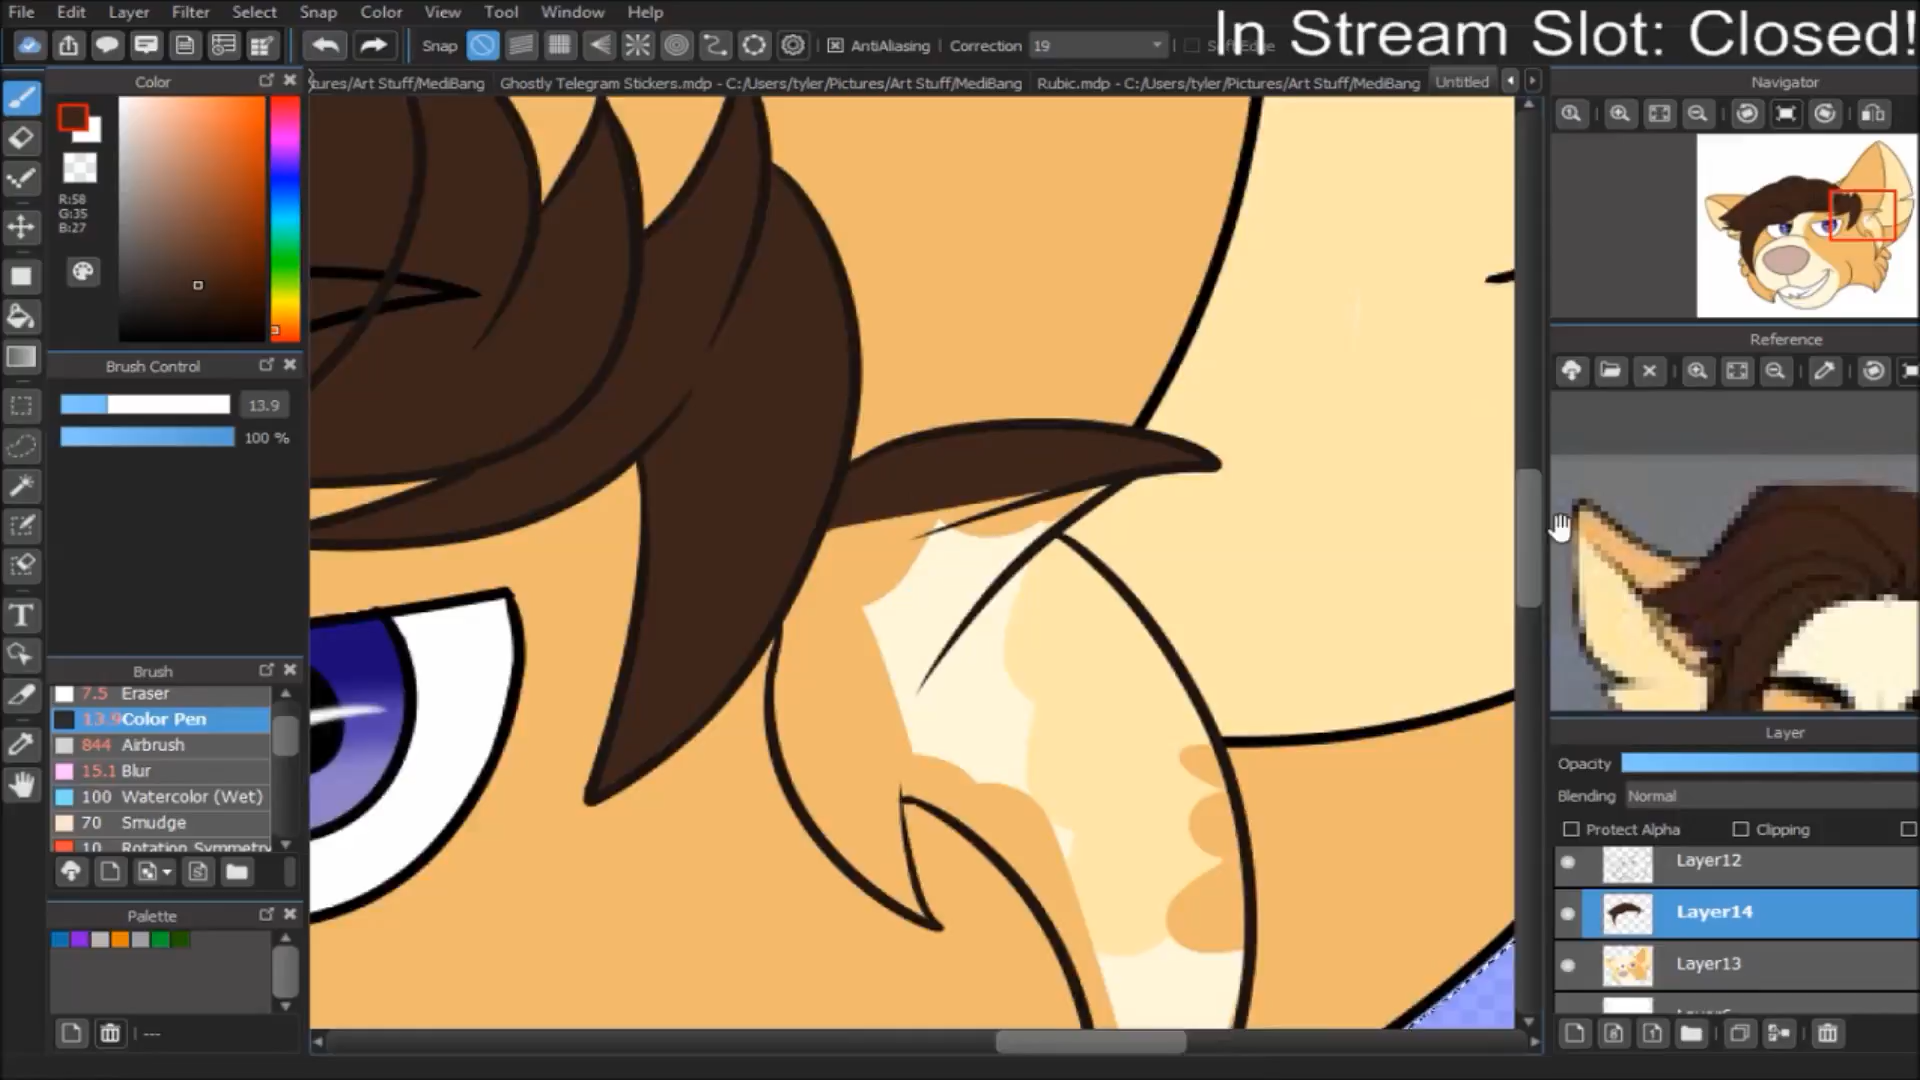 File Edit Layer Filter Select Snap Color View Tool Window Help
In Stream Slot: Closed!
Snap AntiAliasing Correction 19
Color
tures/Art Stuff/MediBang Ghostly Telegram Stickers.mdp - C:/Users/tyler/Pictures/Art Stuff/MediBang Rubic.mdp - C:/Users/tyler/Pictures/Art Stuff/MediBang Untitled
Navigator
R:58
G:35
B:27
Brush Control
13.9
100 %
Reference
Brush
7.5 Eraser
13.9 Color Pen
844 Airbrush
15.1 Blur
100 Watercolor (Wet)
70 Smudge
10 Rotation Symmetry
Palette
---
Layer
Opacity
Blending Normal
Protect Alpha Clipping
Layer12
Layer14
Layer13